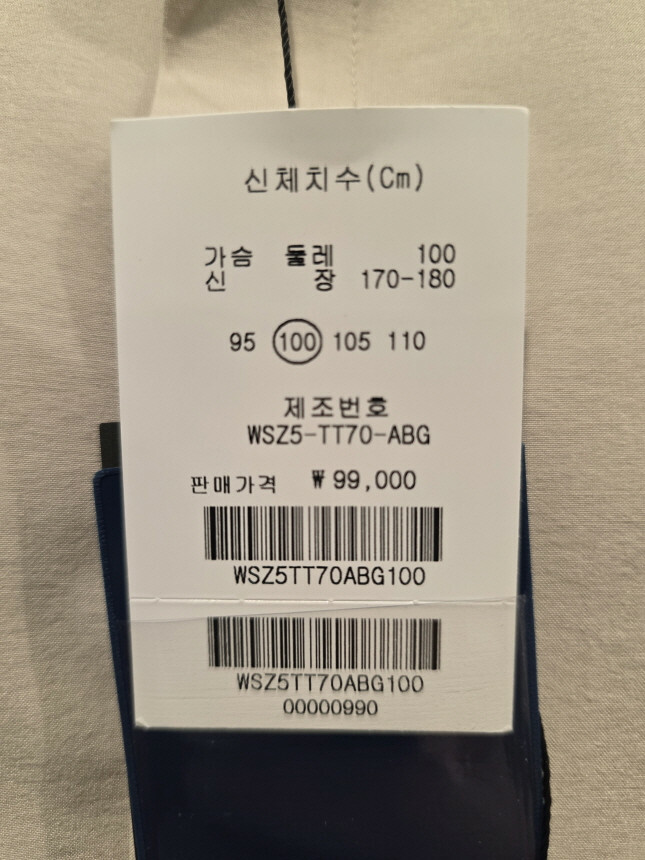 신체치수(Cm)
가슴 둘레 100
신 장 170-180
95 100 105 110
제조번호
WSZ5-TT70-ABG
판매가격 ₩99,000
WSZ5TT70ABG100
WSZ5TT70ABG100
00000990